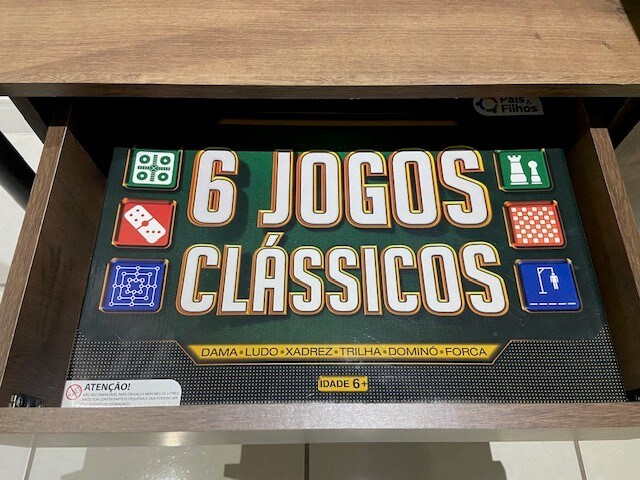 Pais & Filhos
6 JOGOS
CLÁSSICOS
DAMA • LUDO • XADREZ • TRILHA • DOMINÓ • FORCA
IDADE 6+
ATENÇÃO!